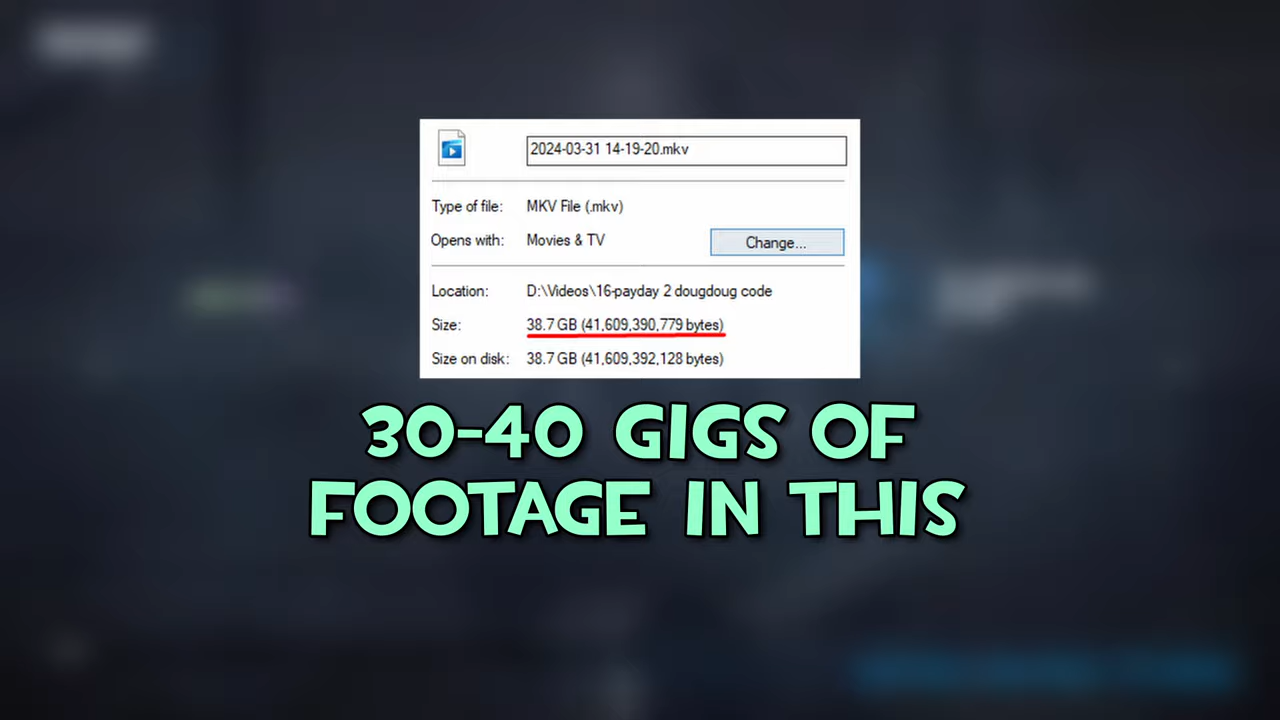 2024-03-31 14-19-20.mkv
Type of file: MKV File (.mkv)
Opens with: Movies & TV Change...
Location: D:\Videos\16-payday 2 dougdoug code
Size: 38.7 GB (41,609,390,779 bytes)
Size on disk: 38.7 GB (41,609,392,128 bytes)
30-40 GIGS OF
FOOTAGE IN THIS